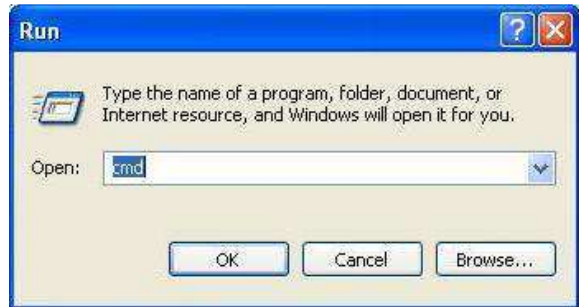 Run
Type the name of a program, folder, document, or
Internet resource, and Windows will open it for you.
Open: cmd
OK Cancel Browse...